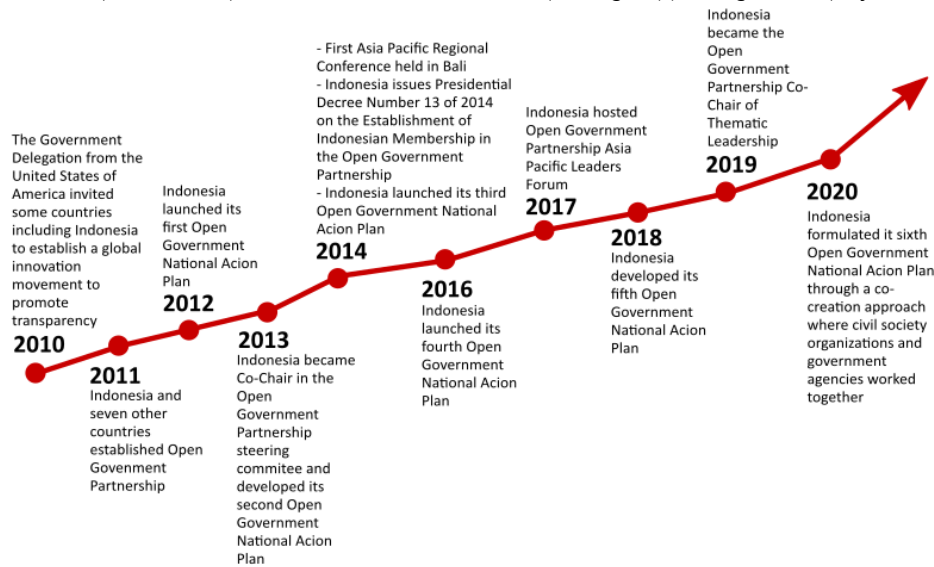 The Government
Delegation from the
United States of
America invited
some countries
including Indonesia
to establish a global
innovation
movement to
promote
transparency
2010
2011
Indonesia and
seven other
countries
established Open
Govenment
Partnership
Indonesia
launched its
first Open
Government
National Acion
Plan
2012
2013
Indonesia became
Co-Chair in the
Open
Government
Partnership
steering
commitee and
developed its
second Open
Government
National Acion
Plan
- First Asia Pacific Regional
Conference held in Bali
- Indonesia issues Presidential
Decree Number 13 of 2014
on the Establishment of
Indonesian Membership in
the Open Government
Partnership
- Indonesia launched its third
Open Government National
Acion Plan
2014
2016
Indonesia
launched its
fourth Open
Government
National Acion
Plan
Indonesia hosted
Open Government
Partnership Asia
Pacific Leaders
Forum
2017
2018
Indonesia
developed its
fifth Open
Government
National Acion
Plan
Indonesia
became the
Open
Government
Partnership Co-
Chair of
Thematic
Leadership
2019
2020
Indonesia
formulated it sixth
Open Government
National Acion Plan
through a co-
creation approach
where civil society
organizations and
government
agencies worked
together